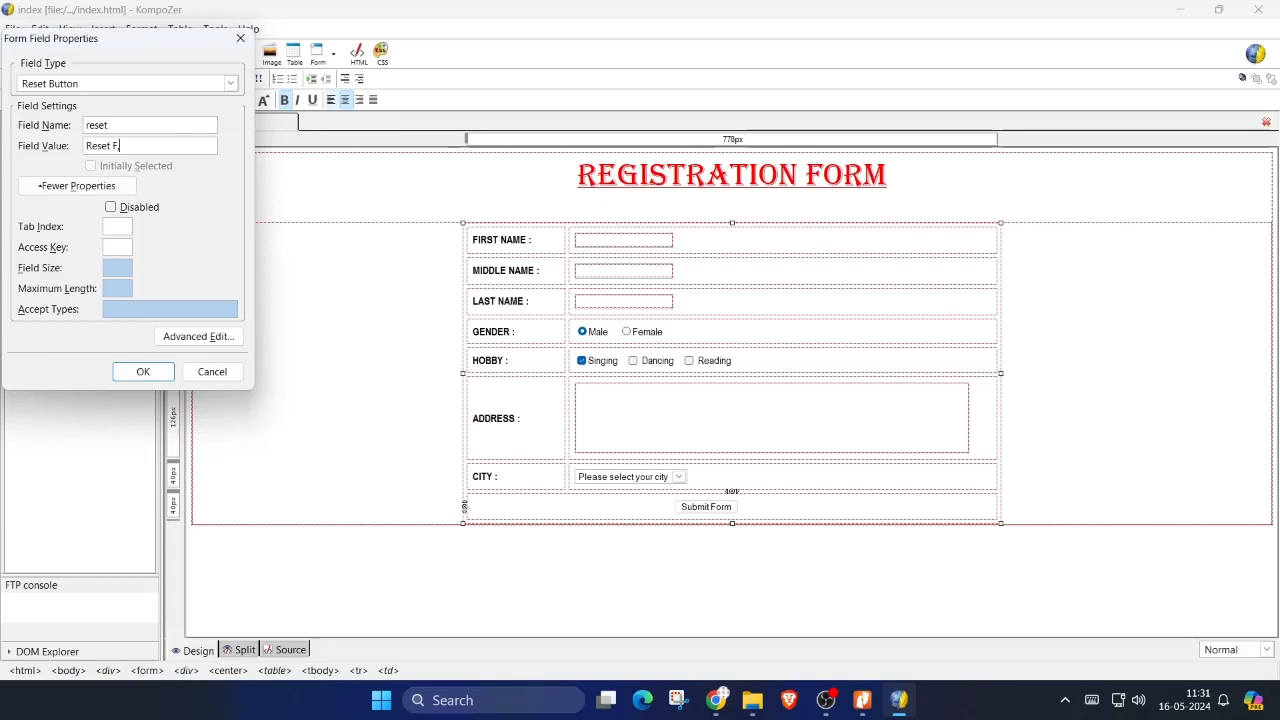 index [file:/.../index.html] - KompoZer
Form Field Properties
Field Type
Reset Button
Field Settings
Field Name: reset
Field Value: Reset F
Initially Selected
Fewer Properties
Disabled
Tab Index:
Access Key:
Field Size:
Maximum Length:
Accept Types:
Advanced Edit...
OK Cancel
Image Table Form HTML CSS
B I U
778px
REGISTRATION FORM
FIRST NAME :
MIDDLE NAME :
LAST NAME :
GENDER : Male Female
HOBBY : Singing Dancing Reading
ADDRESS :
CITY : Please select your city
Submit Form
126px
40px
40px
FTP console
DOM Explorer
Design Split Source
Normal
<html> <body> <div> <form> <div> <center> <table> <tbody> <tr> <td>
Search
11:31
16-05-2024